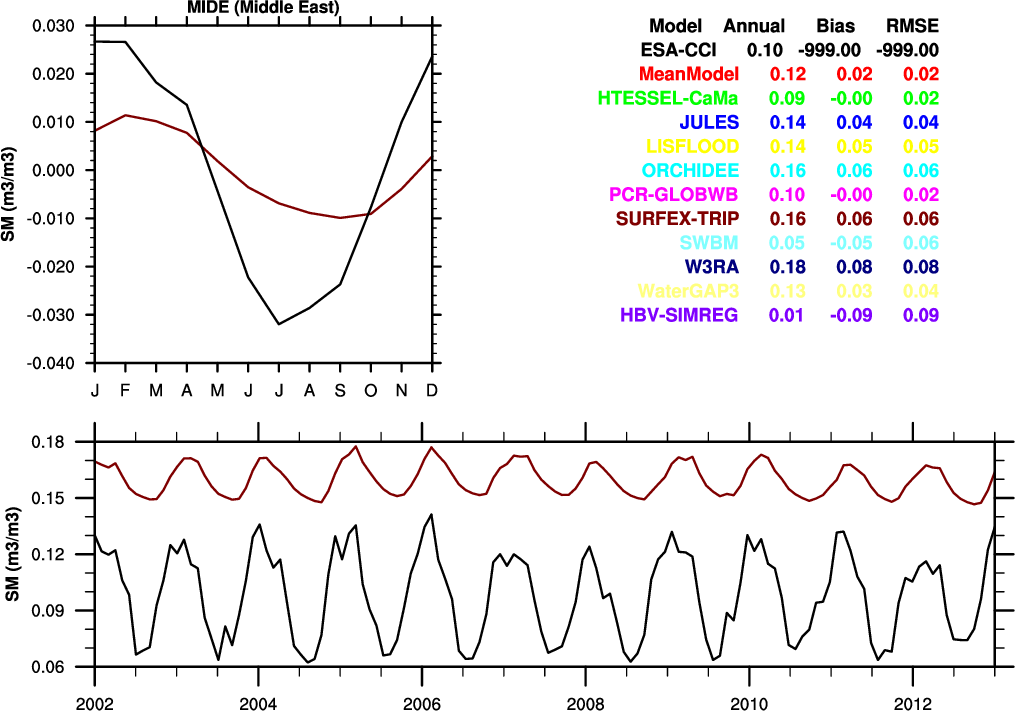 MIDE (Middle East)
0.030
0.020
0.010
0.000
-0.010
-0.020
-0.030
-0.040
SM (m3/m3)
J F M A M J J A S O N D
Model Annual Bias RMSE
ESA-CCI 0.10 -999.00 -999.00
MeanModel 0.12 0.02 0.02
HTESSEL-CaMa 0.09 -0.00 0.02
JULES 0.14 0.04 0.04
LISFLOOD 0.14 0.05 0.05
ORCHIDEE 0.16 0.06 0.06
PCR-GLOBWB 0.10 -0.00 0.02
SURFEX-TRIP 0.16 0.06 0.06
SWBM 0.05 -0.05 0.06
W3RA 0.18 0.08 0.08
WaterGAP3 0.13 0.03 0.04
HBV-SIMREG 0.01 -0.09 0.09
0.18
0.15
0.12
0.09
0.06
SM (m3/m3)
2002 2004 2006 2008 2010 2012